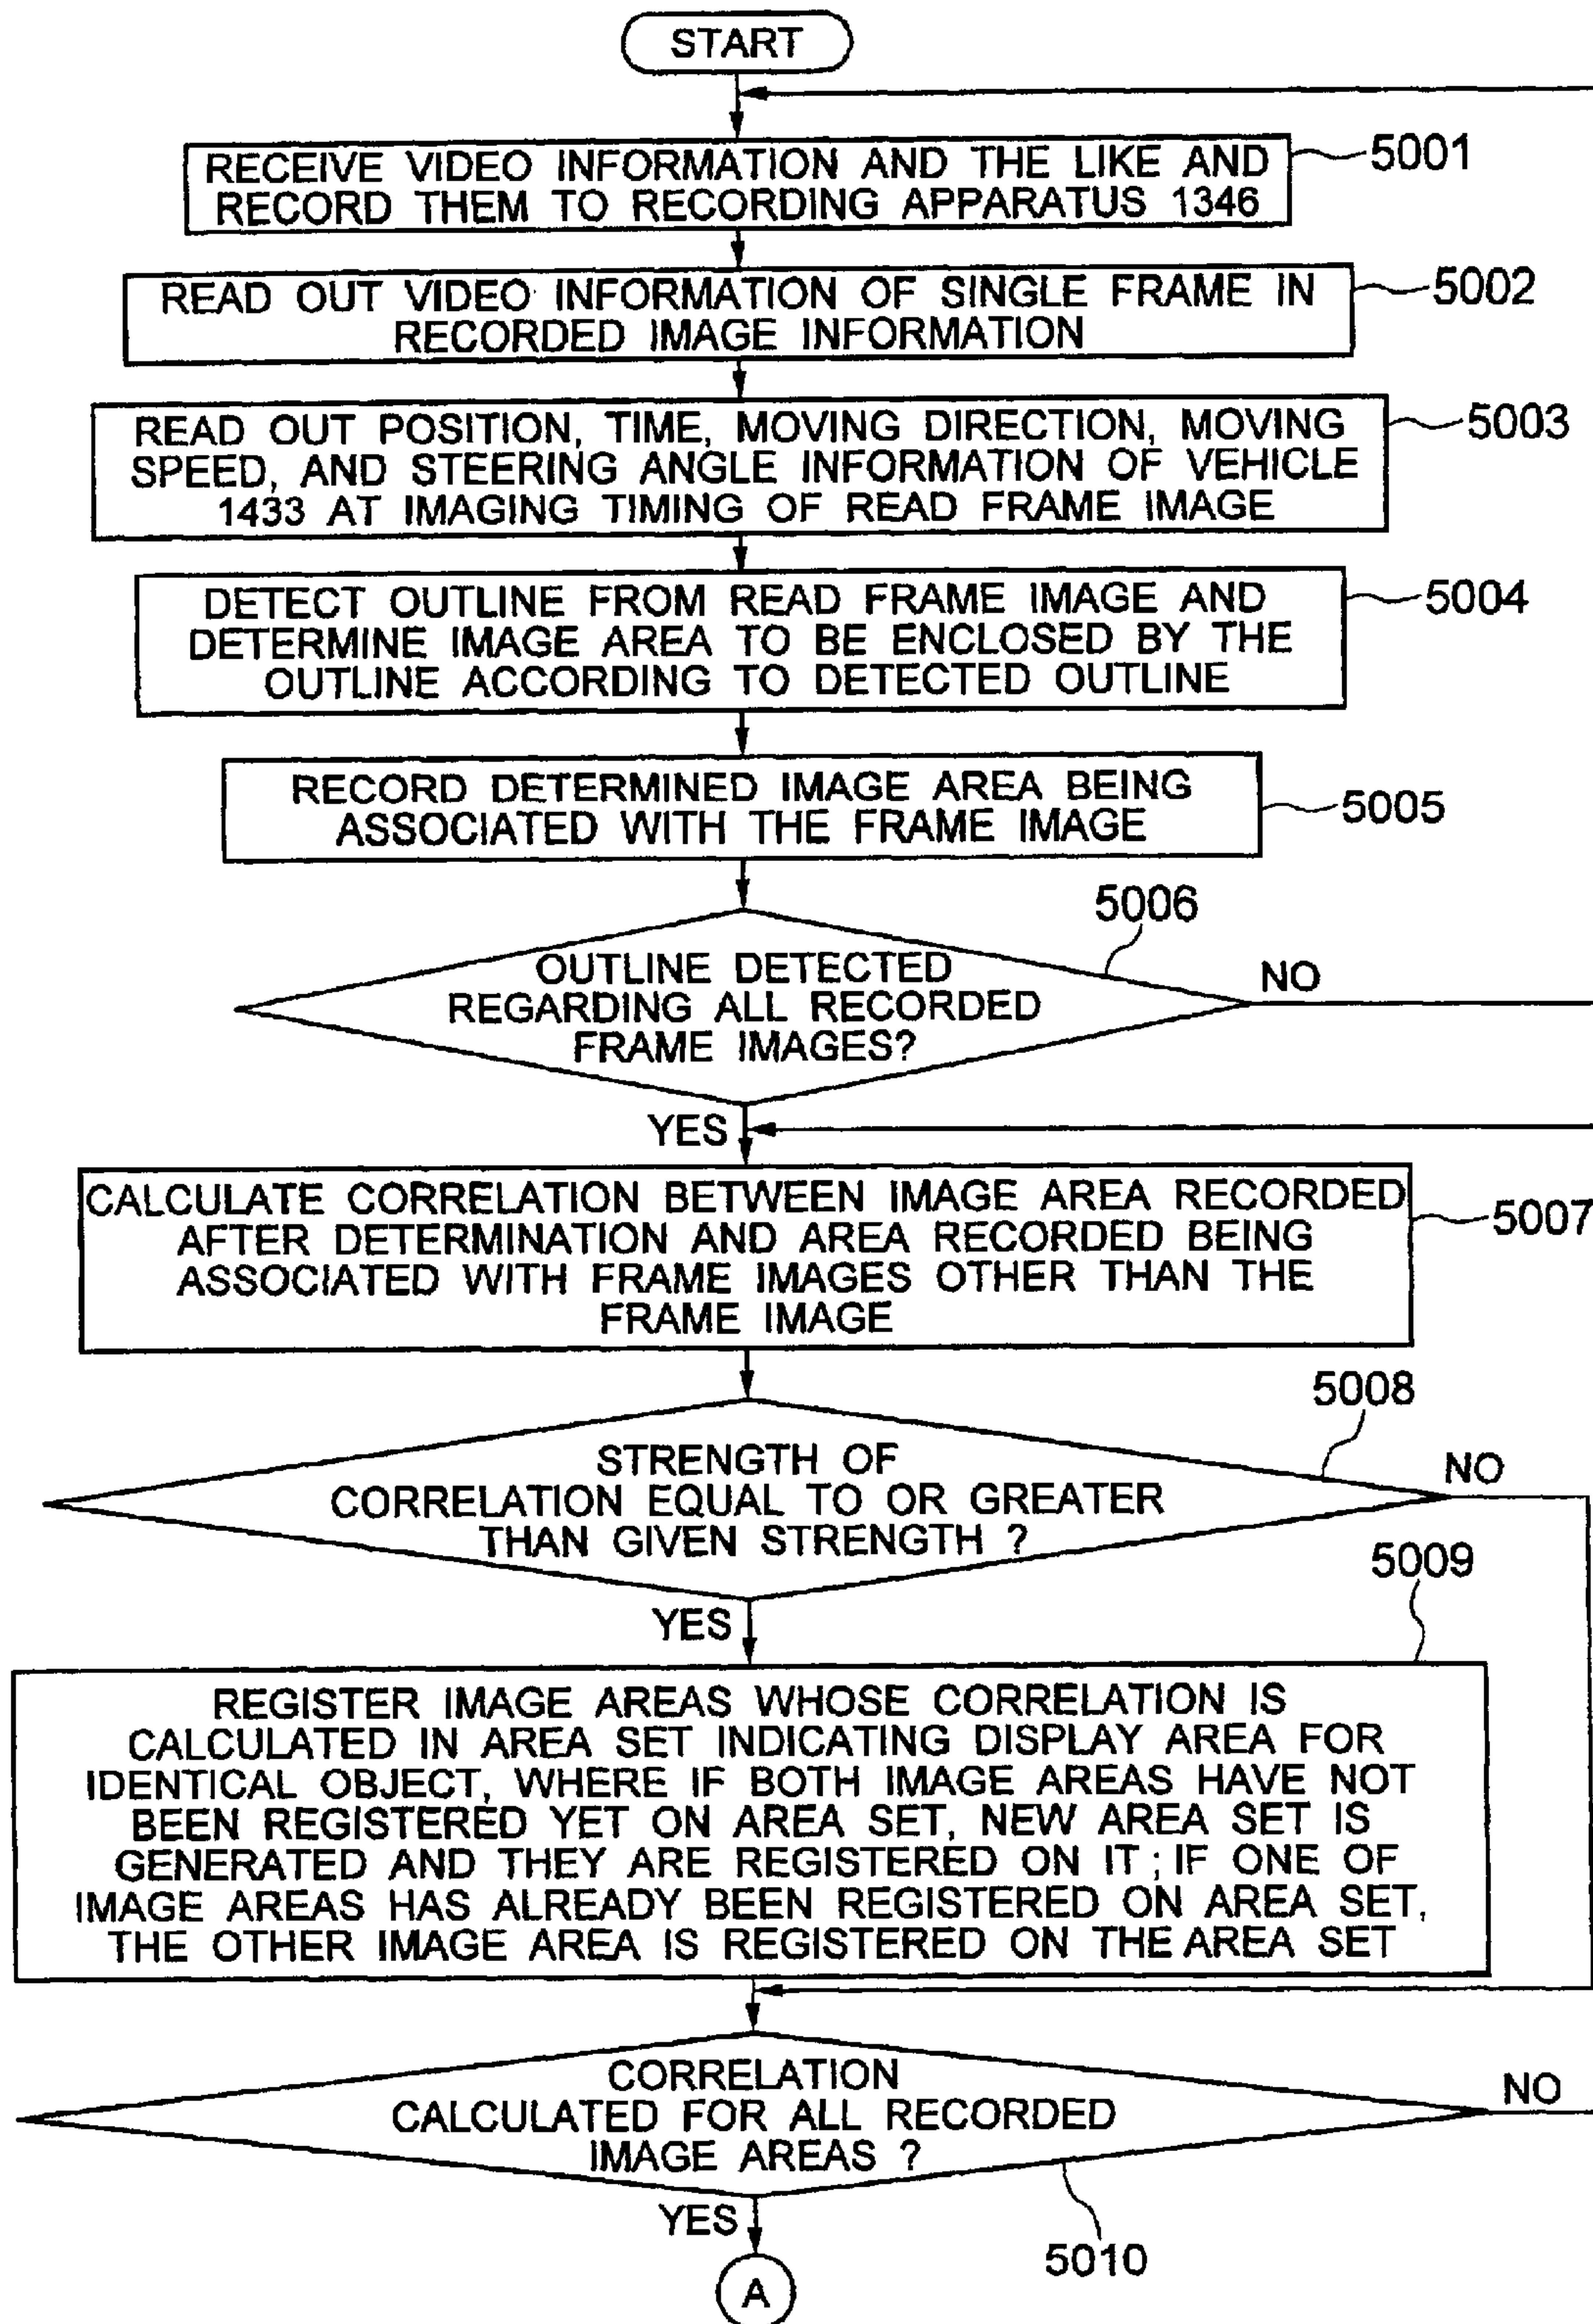 START
RECEIVE VIDEO INFORMATION AND THE LIKE AND
RECORD THEM TO RECORDING APPARATUS 1346
5001
READ OUT VIDEO INFORMATION OF SINGLE FRAME IN
RECORDED IMAGE INFORMATION
5002
READ OUT POSITION, TIME, MOVING DIRECTION, MOVING
SPEED, AND STEERING ANGLE INFORMATION OF VEHICLE
1433 AT IMAGING TIMING OF READ FRAME IMAGE
5003
DETECT OUTLINE FROM READ FRAME IMAGE AND
DETERMINE IMAGE AREA TO BE ENCLOSED BY THE
OUTLINE ACCORDING TO DETECTED OUTLINE
5004
RECORD DETERMINED IMAGE AREA BEING
ASSOCIATED WITH THE FRAME IMAGE
5005
5006
OUTLINE DETECTED
REGARDING ALL RECORDED
FRAME IMAGES?
NO
YES
CALCULATE CORRELATION BETWEEN IMAGE AREA RECORDED
AFTER DETERMINATION AND AREA RECORDED BEING
ASSOCIATED WITH FRAME IMAGES OTHER THAN THE
FRAME IMAGE
5007
5008
STRENGTH OF
CORRELATION EQUAL TO OR GREATER
THAN GIVEN STRENGTH ?
NO
YES
5009
REGISTER IMAGE AREAS WHOSE CORRELATION IS
CALCULATED IN AREA SET INDICATING DISPLAY AREA FOR
IDENTICAL OBJECT, WHERE IF BOTH IMAGE AREAS HAVE NOT
BEEN REGISTERED YET ON AREA SET, NEW AREA SET IS
GENERATED AND THEY ARE REGISTERED ON IT ; IF ONE OF
IMAGE AREAS HAS ALREADY BEEN REGISTERED ON AREA SET,
THE OTHER IMAGE AREA IS REGISTERED ON THE AREA SET
CORRELATION
CALCULATED FOR ALL RECORDED
IMAGE AREAS ?
NO
YES
5010
A